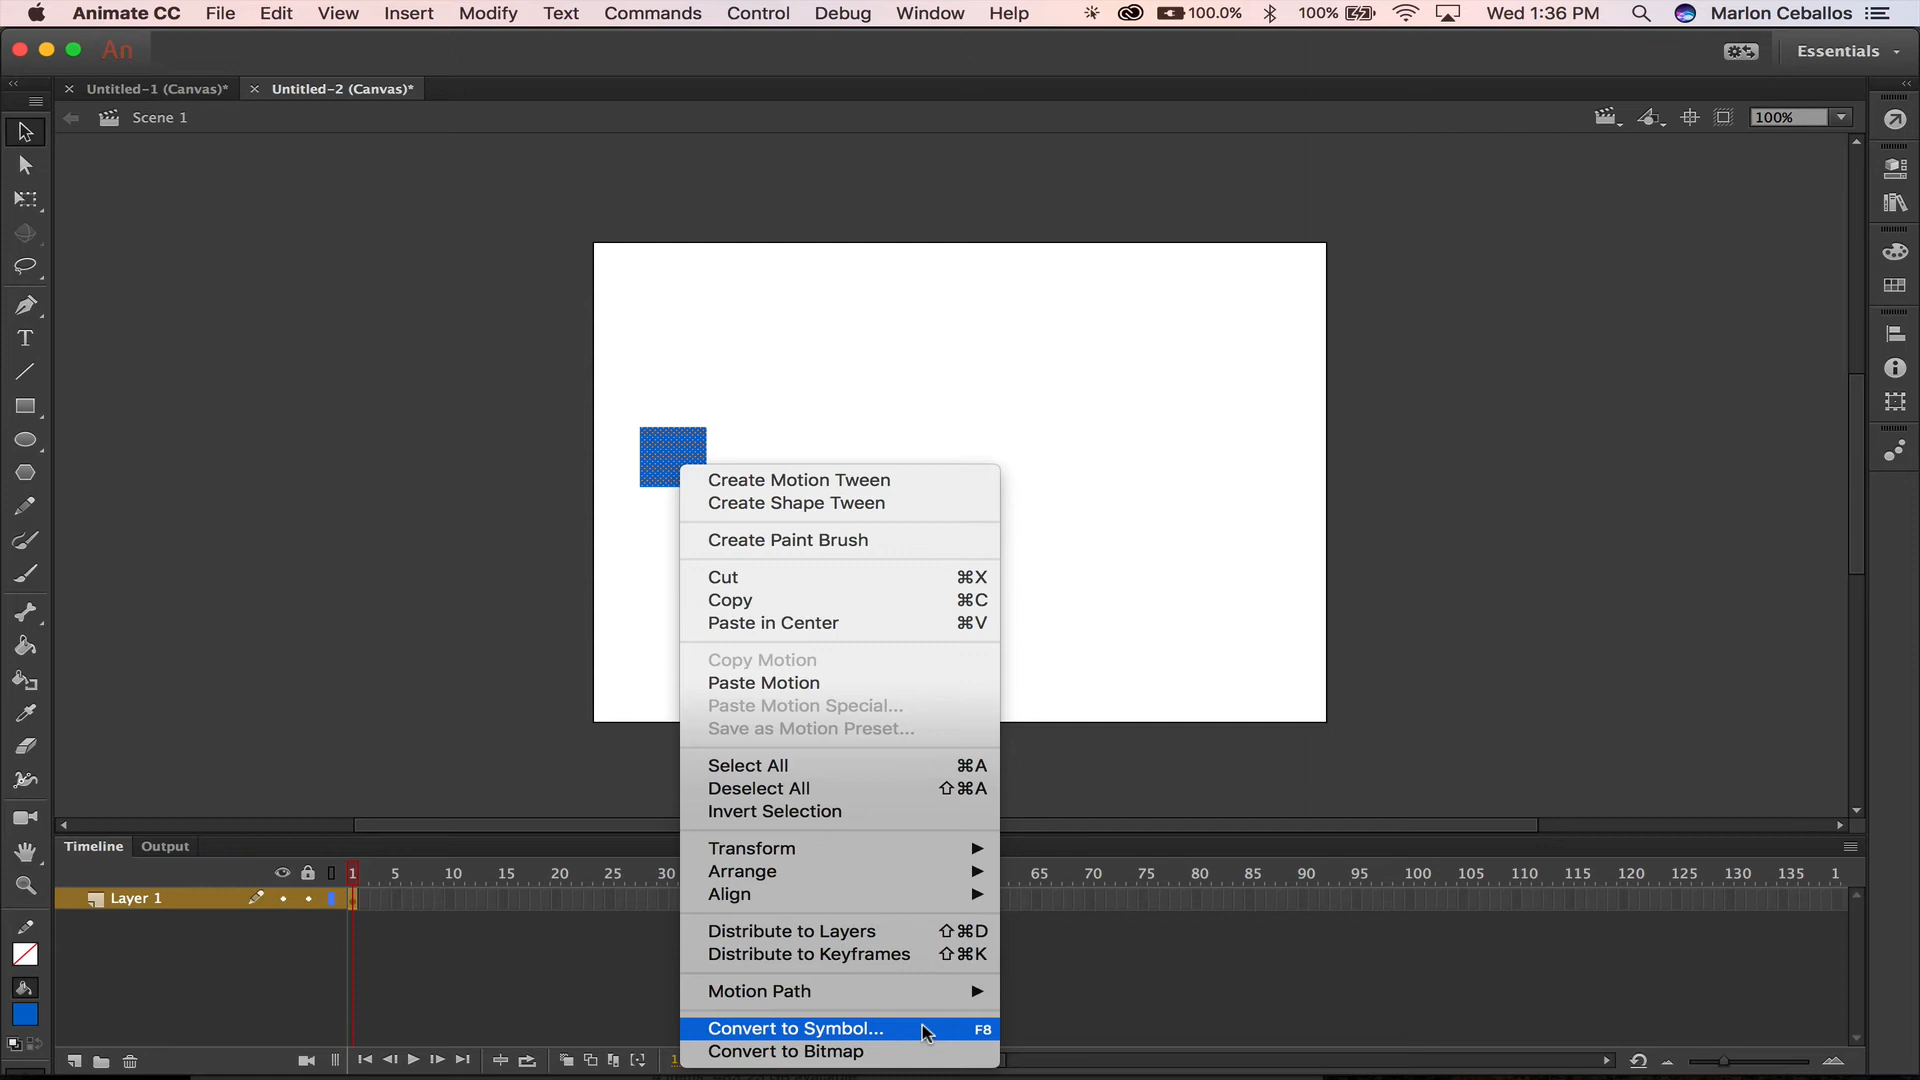 Animate CC File Edit View Insert Modify Text Commands Control Debug Window Help 100.0% 100% Wed 1:36 PM Marlon Ceballos
An Essentials
Untitled-1 (Canvas)* Untitled-2 (Canvas)*
Scene 1 100%
T
Create Motion Tween
Create Shape Tween
Create Paint Brush
Cut ⌘X
Copy ⌘C
Paste in Center ⌘V
Copy Motion
Paste Motion
Paste Motion Special...
Save as Motion Preset...
Select All ⌘A
Deselect All ⇧⌘A
Invert Selection
Transform
Arrange
Align
Distribute to Layers ⇧⌘D
Distribute to Keyframes ⇧⌘K
Motion Path
Convert to Symbol... F8
Convert to Bitmap
Timeline Output
1 5 10 15 20 25 30 65 70 75 80 85 90 95 100 105 110 115 120 125 130 135 1
Layer 1